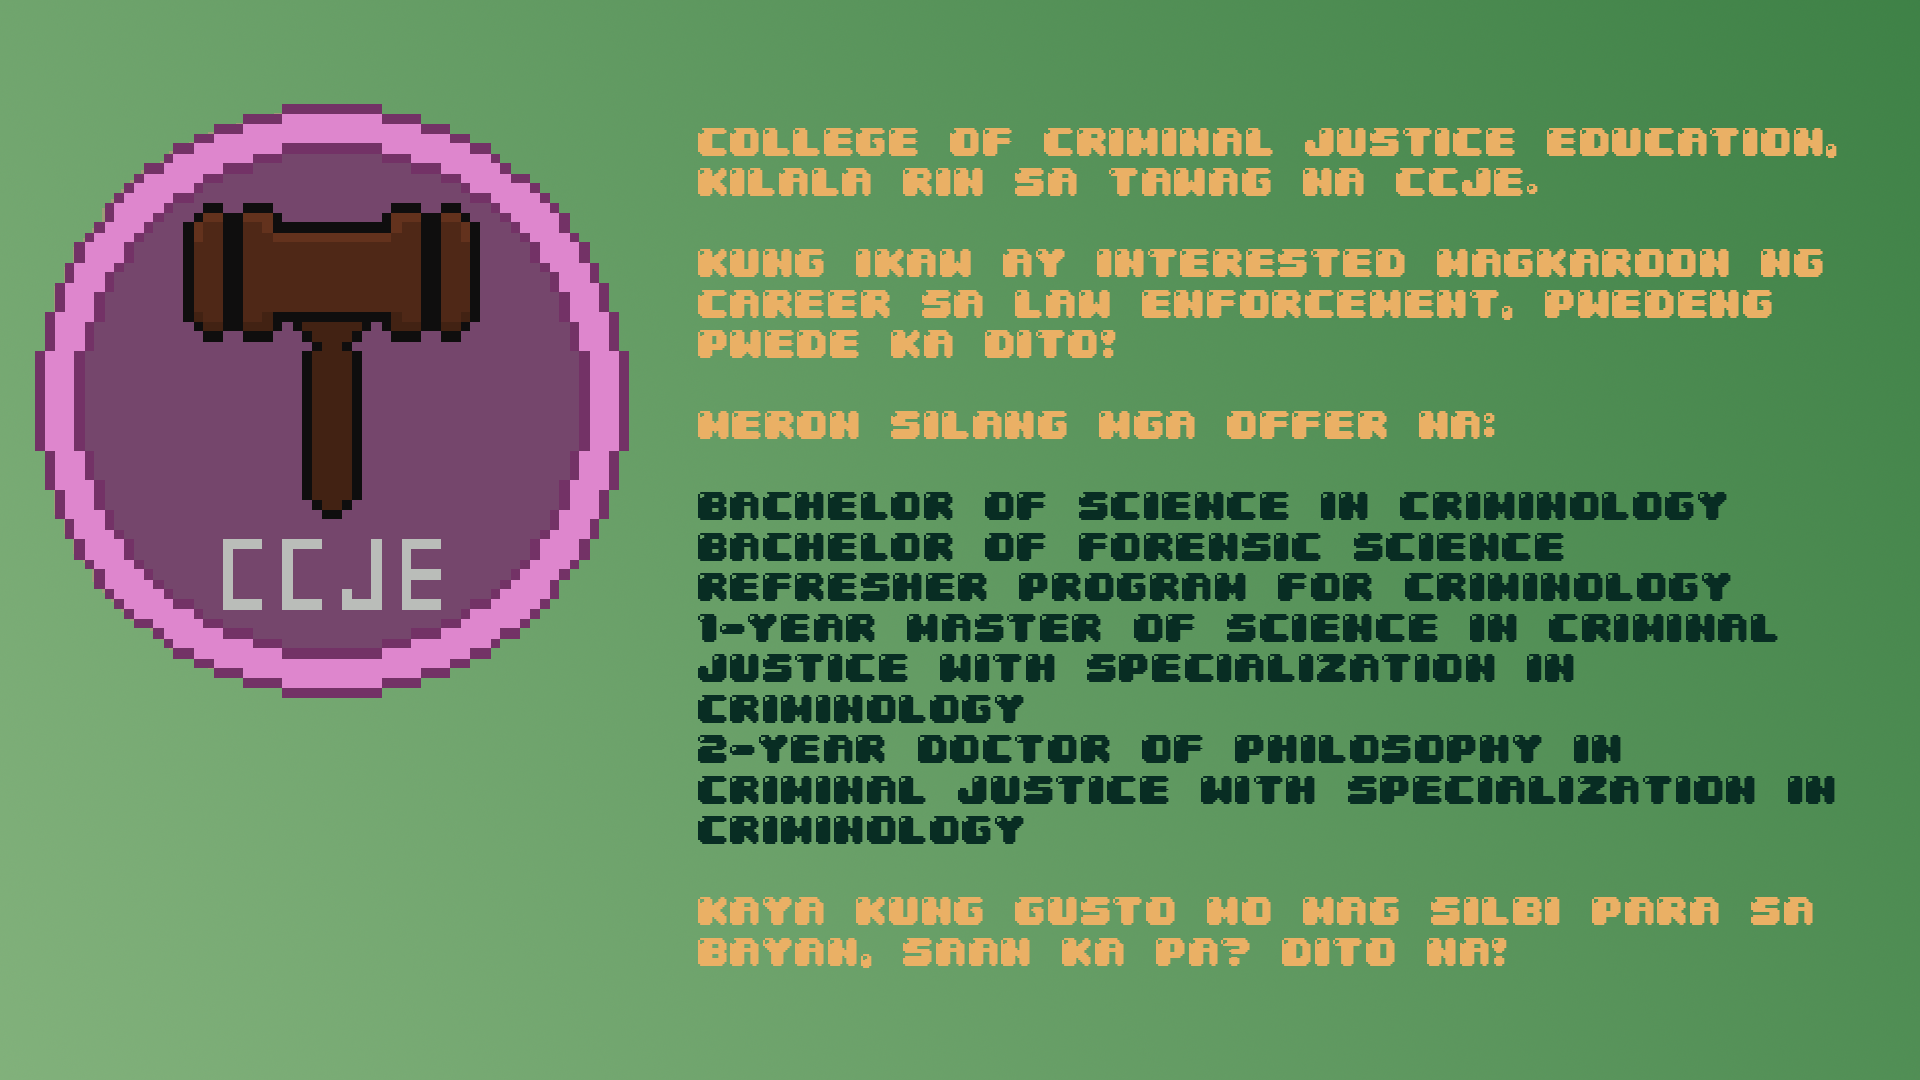 CCJE
COLLEGE OF CRIMINAL JUSTICE EDUCATION,
KILALA RIN SA TAWAG NA CCJE.
KUNG IKAW AY INTERESTED MAGKAROON NG
CAREER SA LAW ENFORCEMENT, PWEDENG
PWEDE KA DITO!
MERON SILANG MGA OFFER NA:
BACHELOR OF SCIENCE IN CRIMINOLOGY
BACHELOR OF FORENSIC SCIENCE
REFRESHER PROGRAM FOR CRIMINOLOGY
1-YEAR MASTER OF SCIENCE IN CRIMINAL
JUSTICE WITH SPECIALIZATION IN
CRIMINOLOGY
2-YEAR DOCTOR OF PHILOSOPHY IN
CRIMINAL JUSTICE WITH SPECIALIZATION IN
CRIMINOLOGY
KAYA KUNG GUSTO MO MAG SILBI PARA SA
BAYAN, SAAN KA PA? DITO NA!